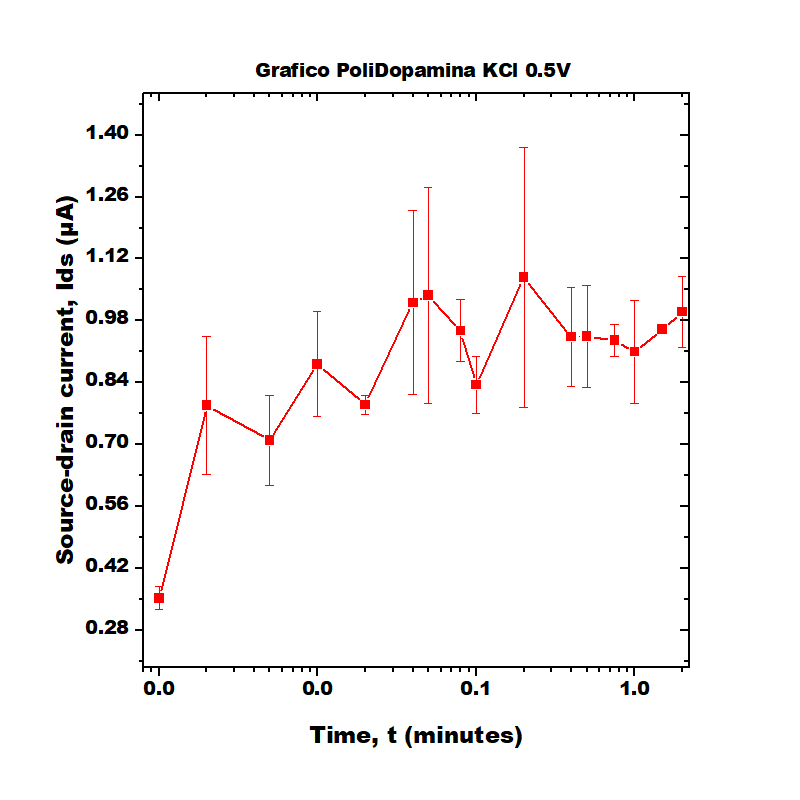 Grafico PoliDopamina KCl 0.5V
1.40
1.26
1.12
0.98
0.84
0.70
0.56
0.42
0.28
Source-drain current, Ids (µA)
0.0 0.0 0.1 1.0
Time, t (minutes)